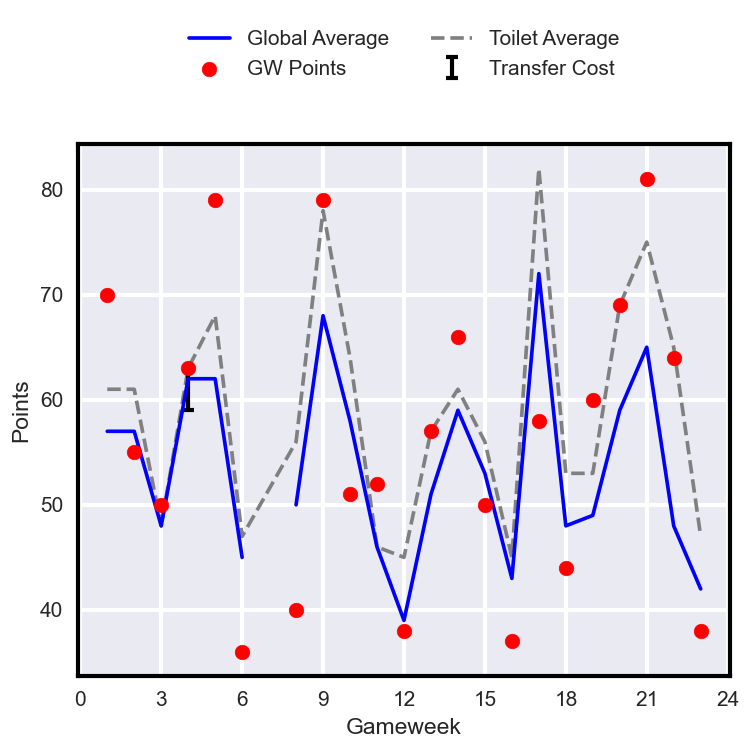 Global Average Toilet Average
GW Points Transfer Cost
80
70
60
50
40
Points
0 3 6 9 12 15 18 21 24
Gameweek